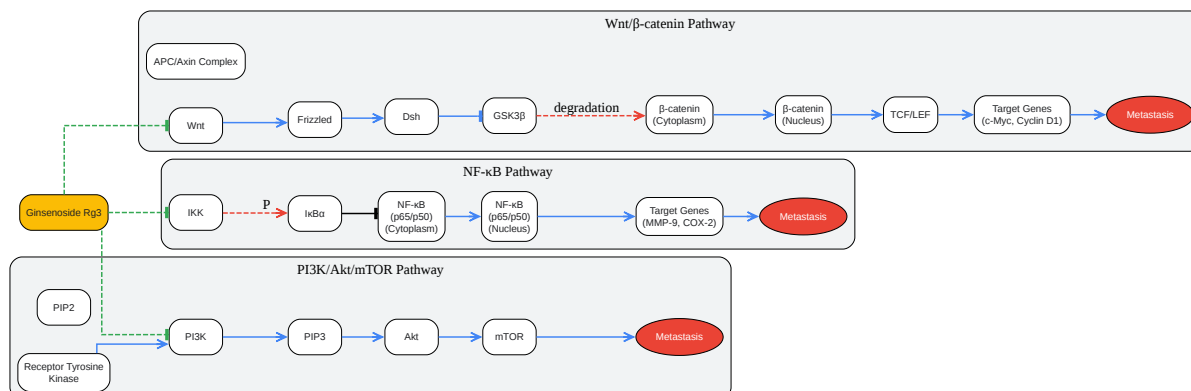 Wnt/β-catenin Pathway
APC/Axin Complex
Wnt
Frizzled
Dsh
GSK3β
degradation
β-catenin
(Cytoplasm)
β-catenin
(Nucleus)
TCF/LEF
Target Genes
(c-Myc, Cyclin D1)
Metastasis
NF-κB Pathway
Ginsenoside Rg3
IKK
P
IκBα
NF-κB
(p65/p50)
(Cytoplasm)
NF-κB
(p65/p50)
(Nucleus)
Target Genes
(MMP-9, COX-2)
Metastasis
PI3K/Akt/mTOR Pathway
PIP2
Receptor Tyrosine
Kinase
PI3K
PIP3
Akt
mTOR
Metastasis